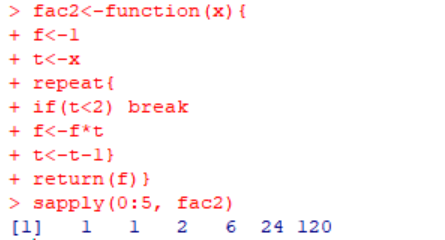 > fac2<-function(x){
+ f<-1
+ t<-x
+ repeat{
+ if(t<2) break
+ f<-f*t
+ t<-t-1}
+ return(f)}
> sapply(0:5, fac2)
[1]   1   1   2   6  24 120